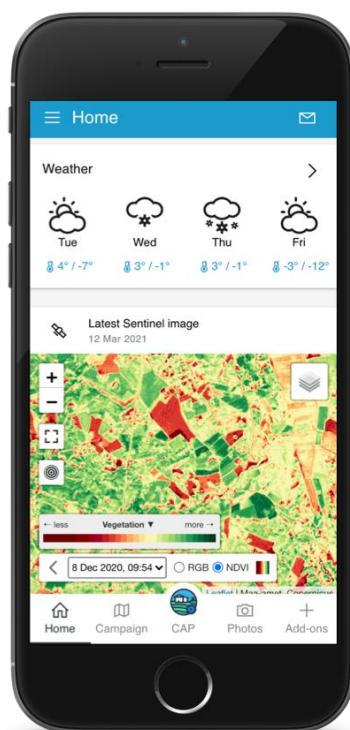 Home
Weather
Tue Wed Thu Fri
4° / -7° 3° / -1° 3° / -1° -3° / -12°
Latest Sentinel image
12 Mar 2021
+
−
← less Vegetation ▼ more →
8 Dec 2020, 09:54 RGB NDVI
Leaflet | Maa-amet, Copernicus
Home Campaign CAP Photos Add-ons